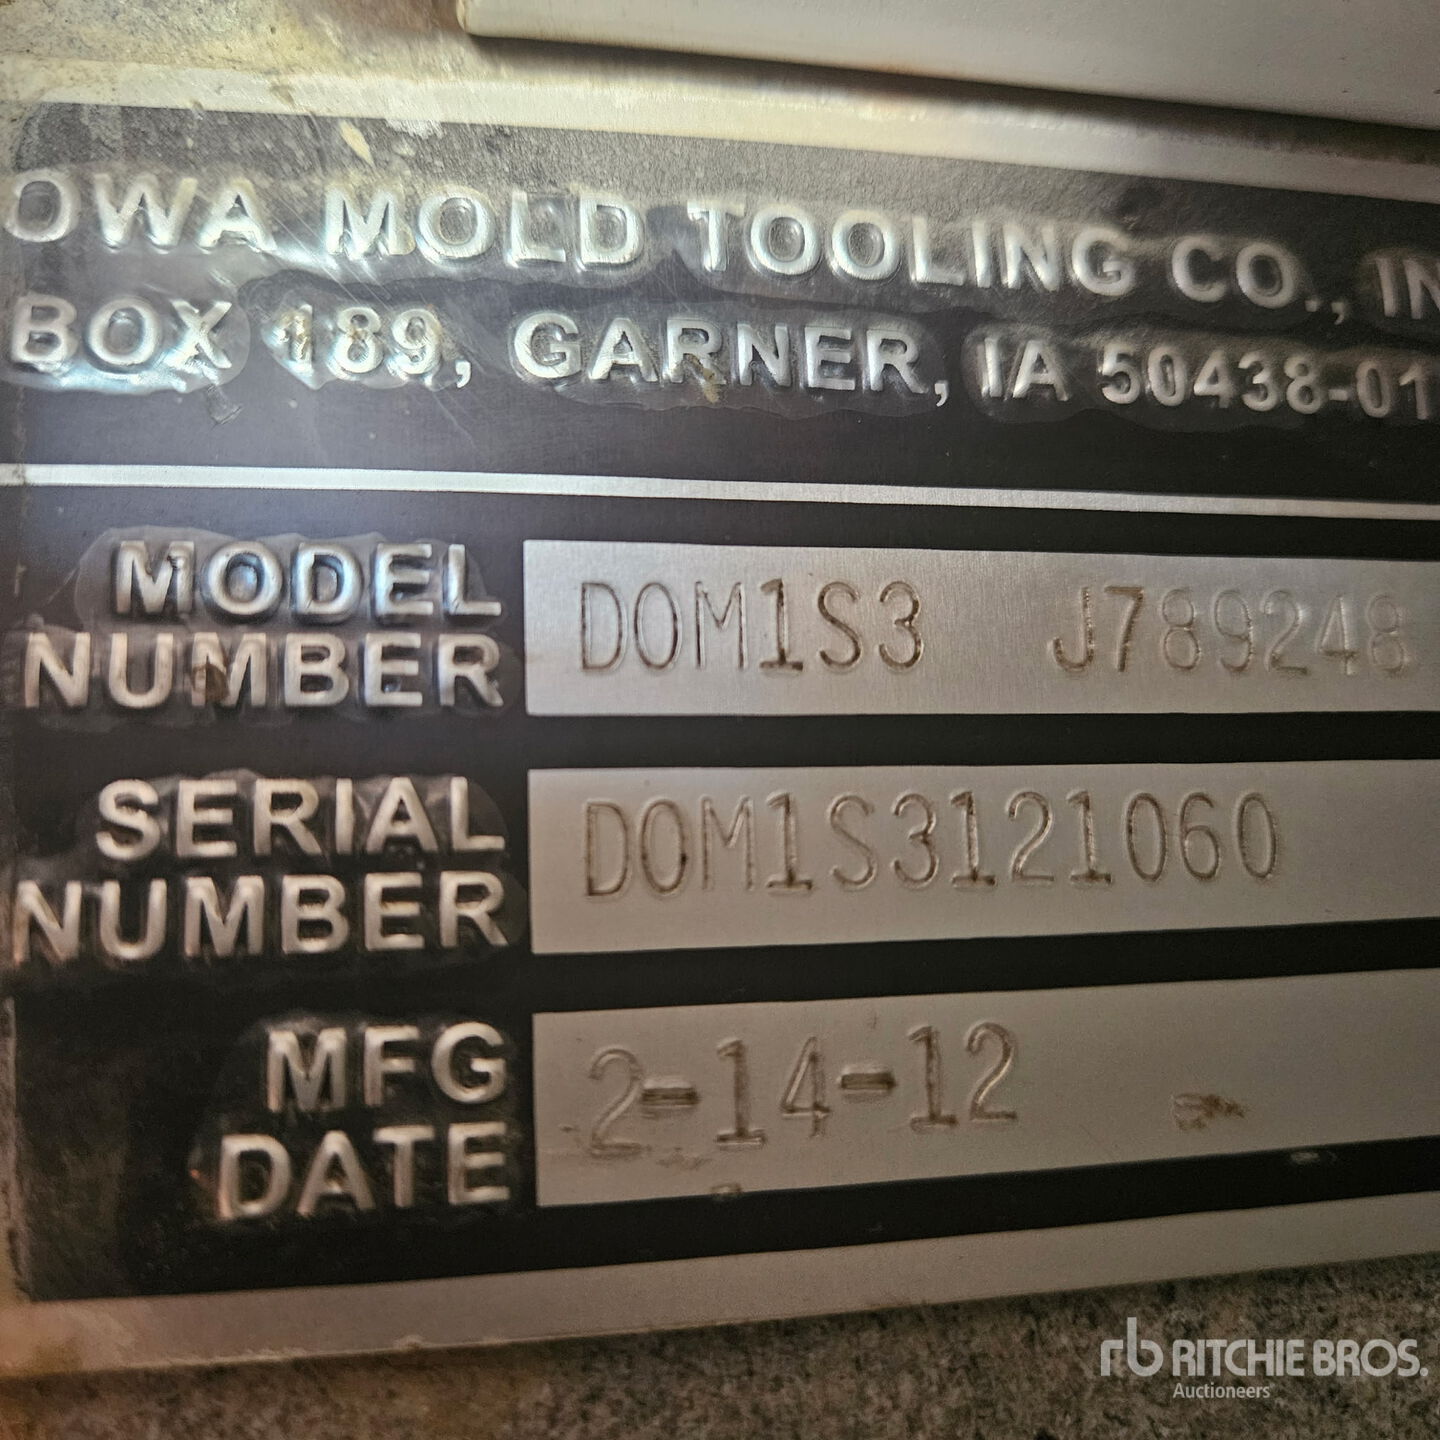 OWA MOLD TOOLING CO., IN
BOX 189, GARNER, IA 50438-01
MODEL NUMBER DOM1S3 J789248
SERIAL NUMBER DOM1S3121060
MFG DATE 2-14-12
rb RITCHIE BROS.
Auctioneers